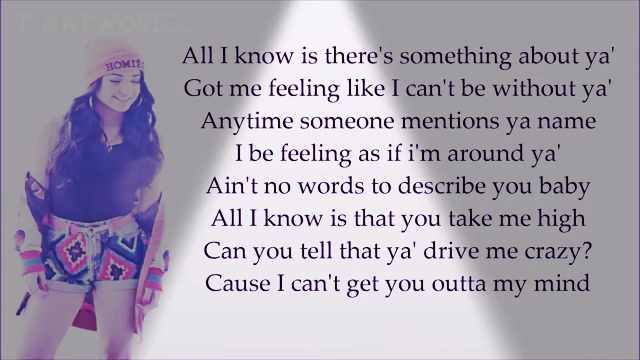 HOMI
All I know is there's something about ya'
Got me feeling like I can't be without ya'
Anytime someone mentions ya name
I be feeling as if i'm around ya'
Ain't no words to describe you baby
All I know is that you take me high
Can you tell that ya' drive me crazy?
Cause I can't get you outta my mind